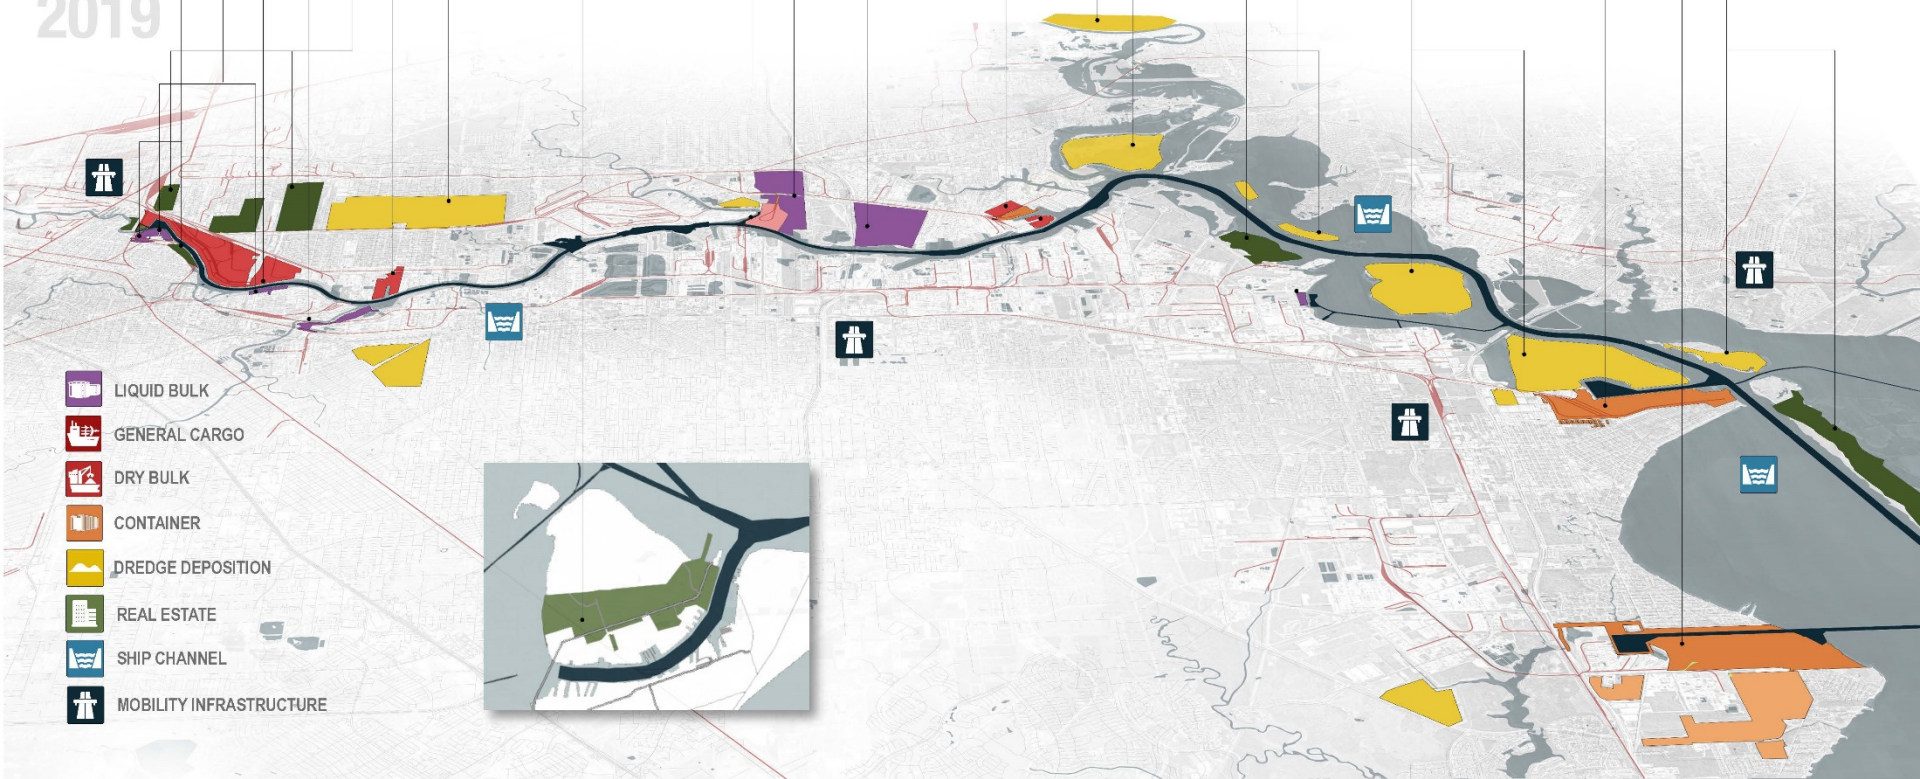 2019
LIQUID BULK
GENERAL CARGO
DRY BULK
CONTAINER
DREDGE DEPOSITION
REAL ESTATE
SHIP CHANNEL
MOBILITY INFRASTRUCTURE